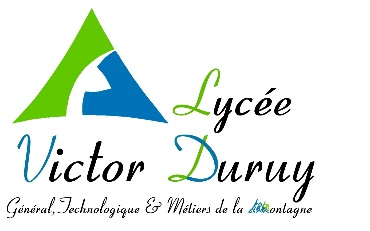 Lycée
Victor Duruy
Général, Technologique & Métiers de la Montagne